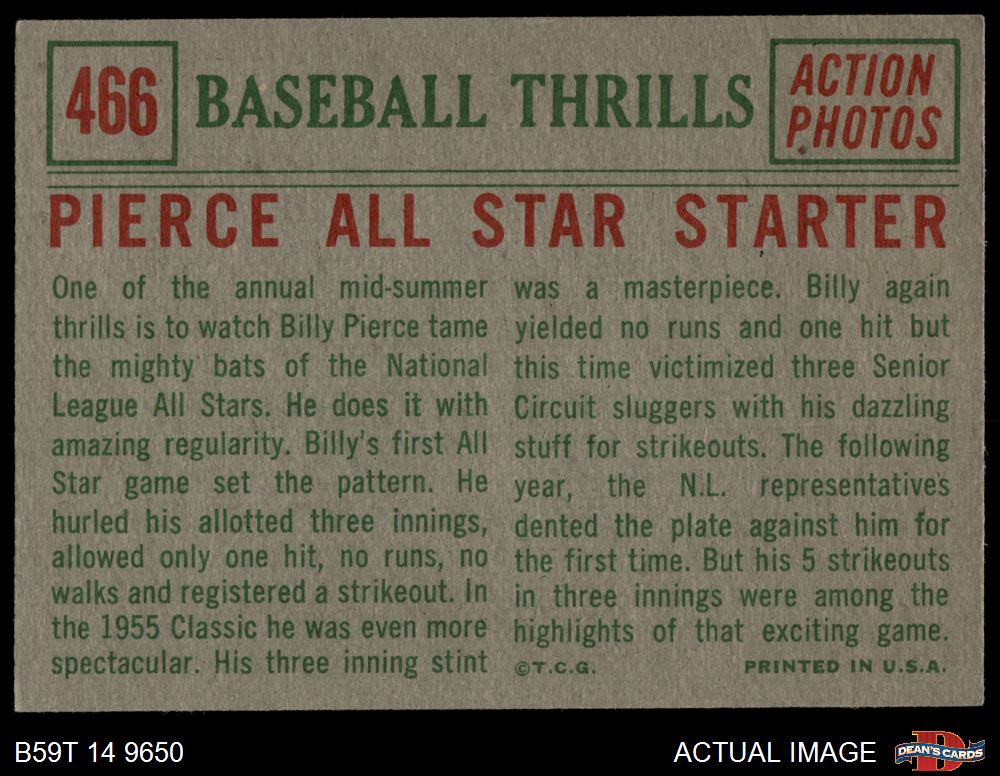 466
BASEBALL THRILLS
ACTION
PHOTOS
PIERCE ALL STAR STARTER
One of the annual mid-summer
thrills is to watch Billy Pierce tame
the mighty bats of the National
League All Stars. He does it with
amazing regularity. Billy's first All
Star game set the pattern. He
hurled his allotted three innings,
allowed only one hit, no runs, no
walks and registered a strikeout. In
the 1955 Classic he was even more
spectacular. His three inning stint
was a masterpiece. Billy again
yielded no runs and one hit but
this time victimized three Senior
Circuit sluggers with his dazzling
stuff for strikeouts. The following
year, the N.L. representatives
dented the plate against him for
the first time. But his 5 strikeouts
in three innings were among the
highlights of that exciting game.
©T.C.G. PRINTED IN U.S.A.
B59T 14 9650
ACTUAL IMAGE
D
DEAN'S CARDS